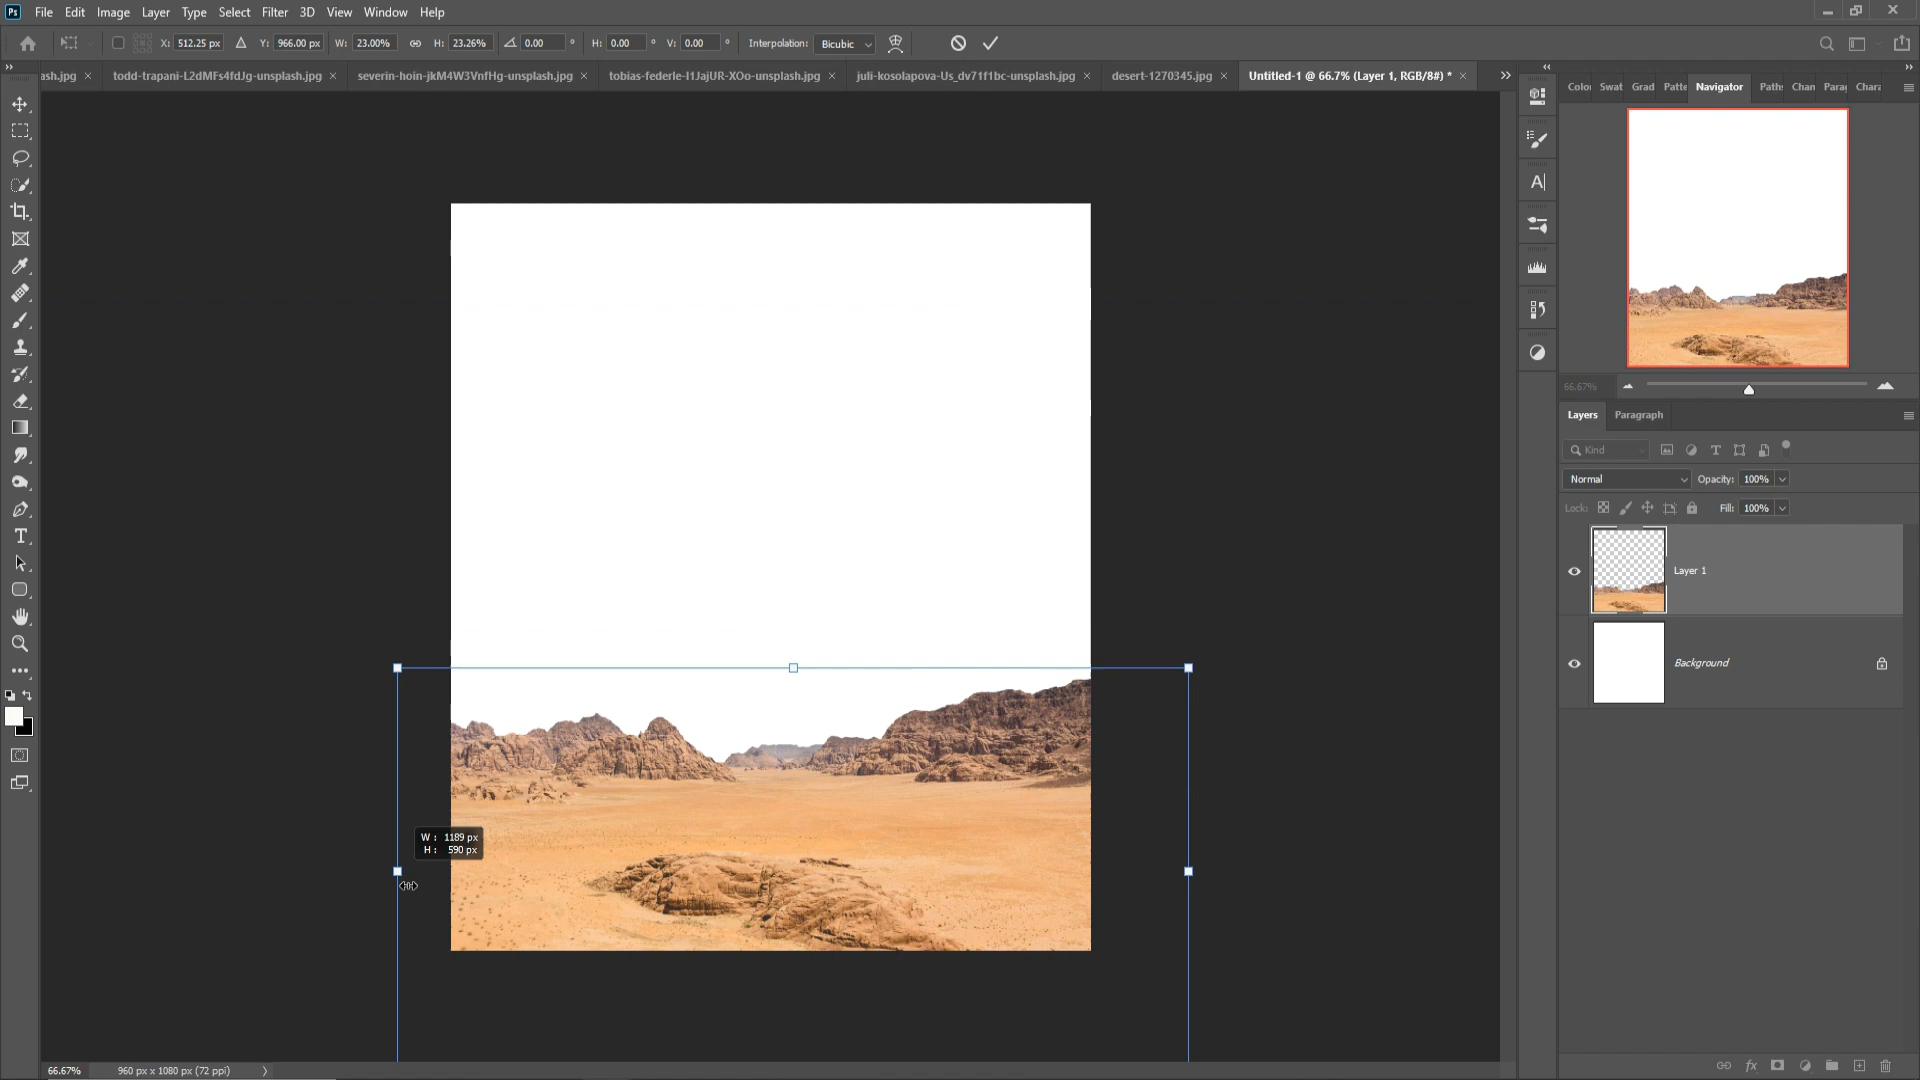 Ps File Edit Image Layer Type Select Filter 3D View Window Help
X: 512.25 px Y: 966.00 px W: 23.00% H: 23.26% 0.00 ° H: 0.00 ° V: 0.00 ° Interpolation: Bicubic
ash.jpg × todd-trapani-L2dMFs4fdJg-unsplash.jpg × severin-hoin-jkM4W3VnfHg-unsplash.jpg × tobias-federle-I1JajUR-XOo-unsplash.jpg × juli-kosolapova-Us_dv71f1bc-unsplash.jpg × desert-1270345.jpg × Untitled-1 @ 66.7% (Layer 1, RGB/8#) * ×
Color Swat Grad Patte Navigator Paths Chan Para Chara
66.67%
Layers Paragraph
Kind
Normal Opacity: 100%
Lock: Fill: 100%
Layer 1
Background
W : 1189 px
H : 590 px
66.67% 960 px x 1080 px (72 ppi)